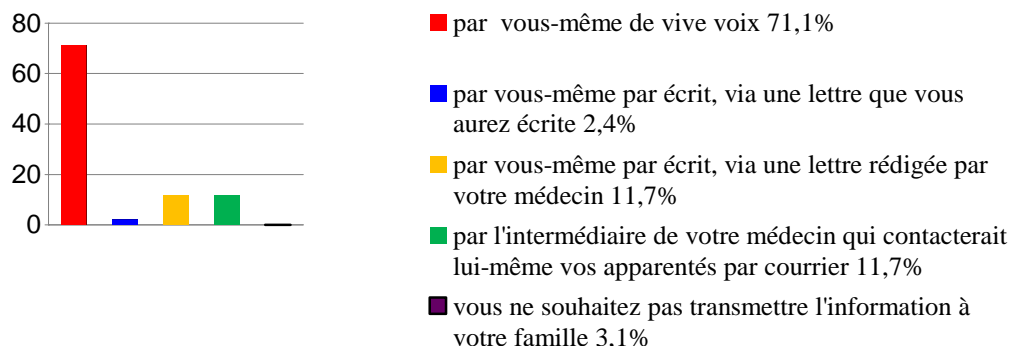 80
60
40
20
0
par vous-même de vive voix 71,1%
par vous-même par écrit, via une lettre que vous
aurez écrite 2,4%
par vous-même par écrit, via une lettre rédigée par
votre médecin 11,7%
par l'intermédiaire de votre médecin qui contacterait
lui-même vos apparentés par courrier 11,7%
vous ne souhaitez pas transmettre l'information à
votre famille 3,1%